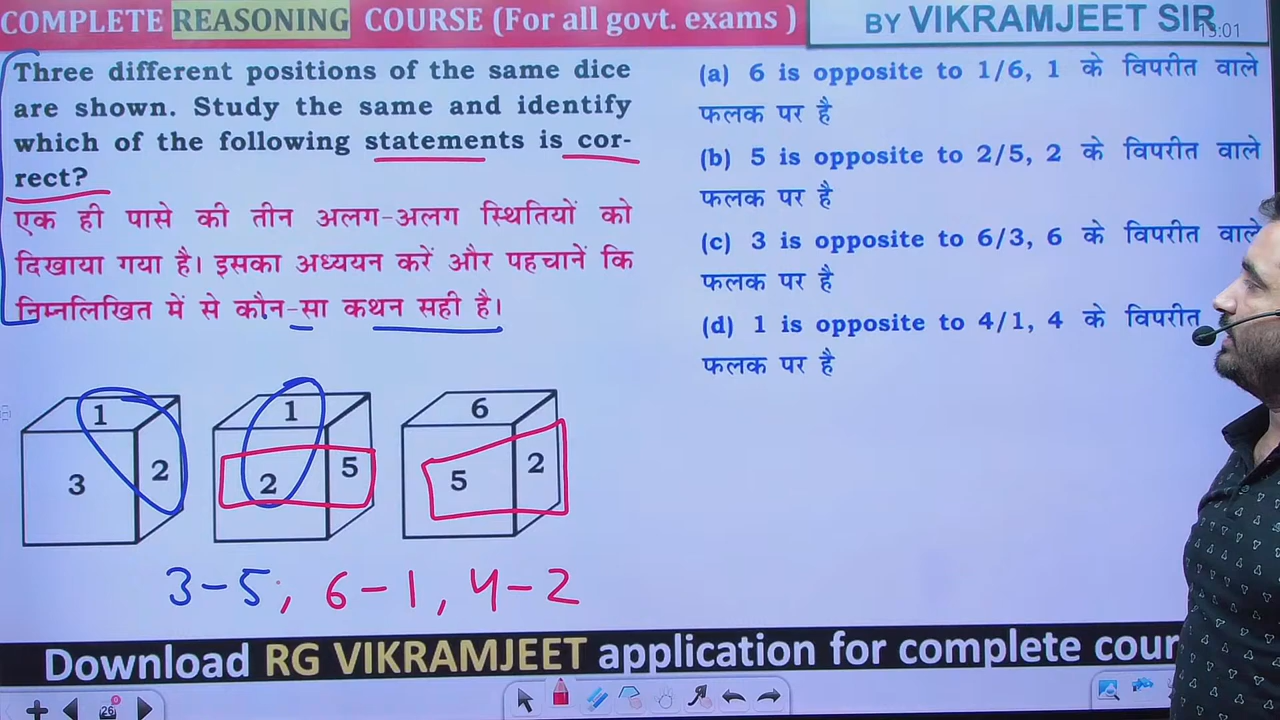 COMPLETE REASONING COURSE (For all govt. exams )
BY VIKRAMJEET SIR
13:01
Three different positions of the same dice
are shown. Study the same and identify
which of the following statements is cor-
rect?
एक ही पासे की तीन अलग-अलग स्थितियों को
दिखाया गया है। इसका अध्ययन करें और पहचानें कि
निम्नलिखित में से कौन-सा कथन सही है।
(a) 6 is opposite to 1/6, 1 के विपरीत वाले
फलक पर है
(b) 5 is opposite to 2/5, 2 के विपरीत वाले
फलक पर है
(c) 3 is opposite to 6/3, 6 के विपरीत वाले
फलक पर है
(d) 1 is opposite to 4/1, 4 के विपरीत
फलक पर है
1 3 2
1 2 5
6 5 2
3-5; 6-1, 4-2
Download RG VIKRAMJEET application for complete cour
26